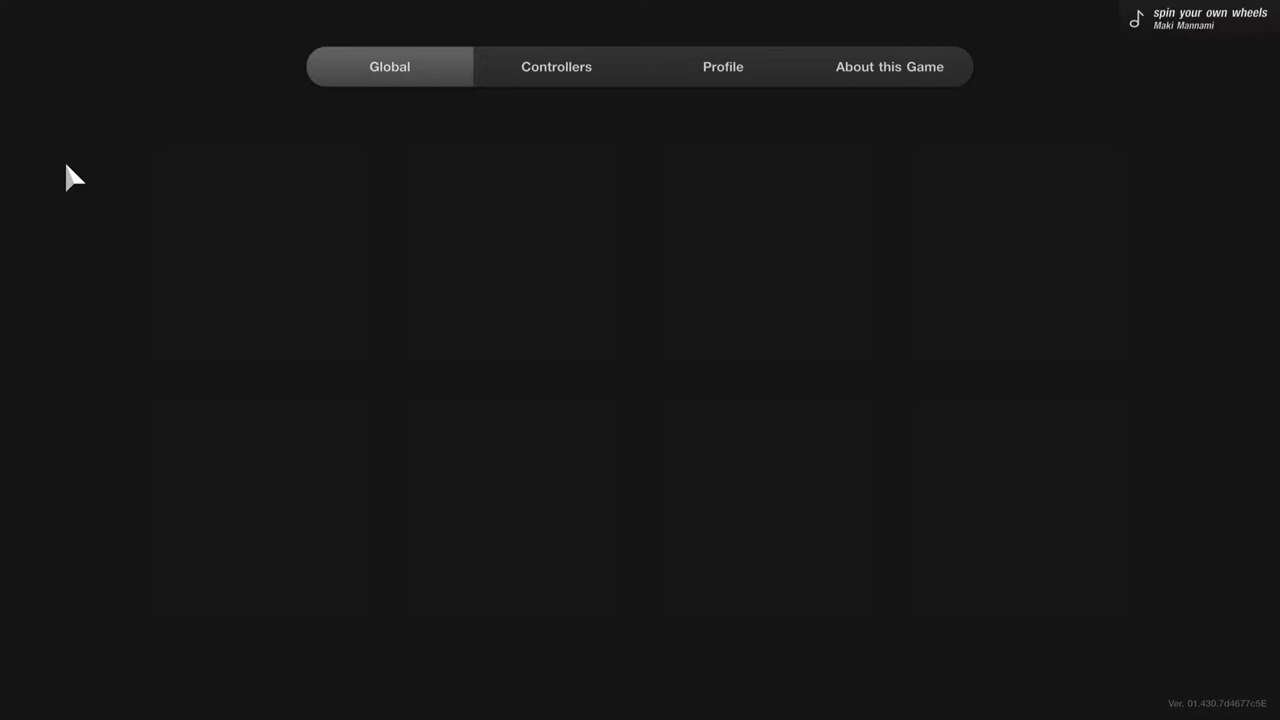 spin your own wheels
Maki Mannami
Global
Controllers
Profile
About this Game
Ver. 01.430.7d4677c5E